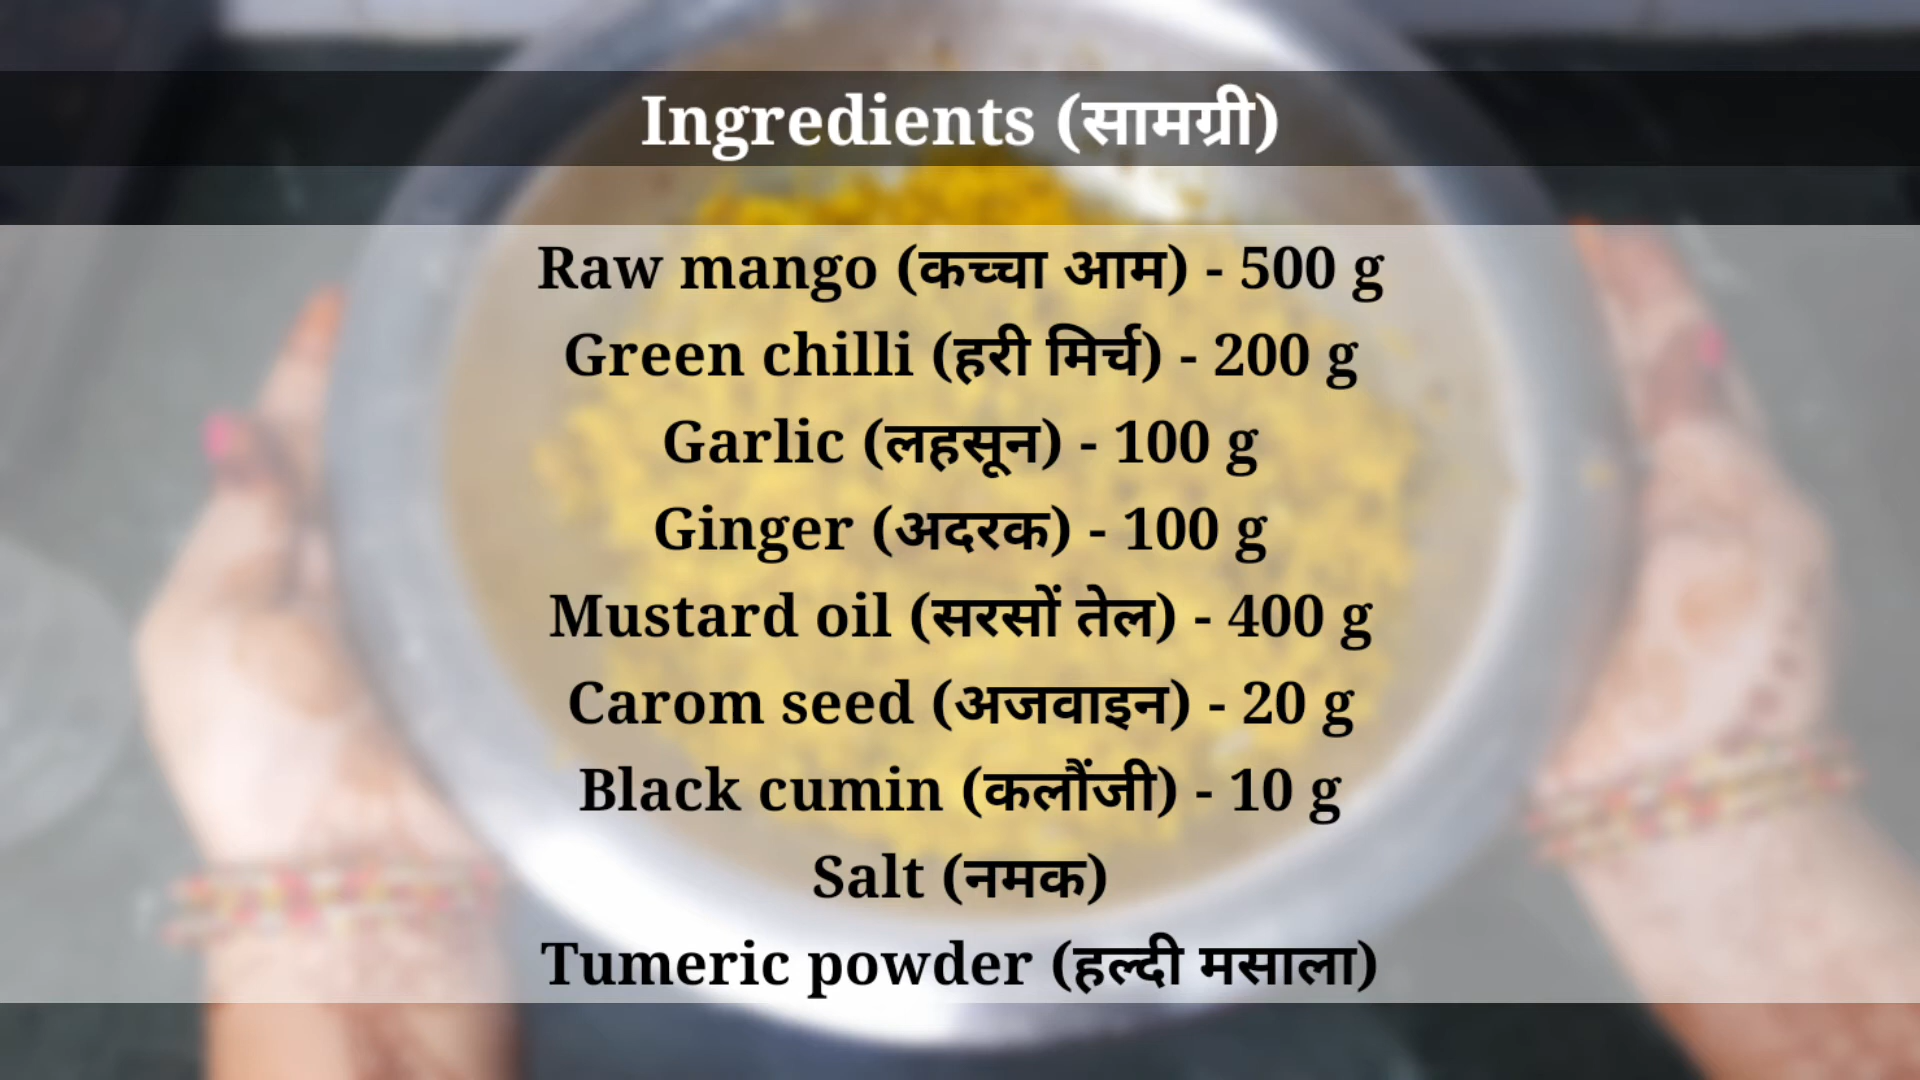 Ingredients (सामग्री)
Raw mango (कच्चा आम) - 500 g
Green chilli (हरी मिर्च) - 200 g
Garlic (लहसून) - 100 g
Ginger (अदरक) - 100 g
Mustard oil (सरसों तेल) - 400 g
Carom seed (अजवाइन) - 20 g
Black cumin (कलौंजी) - 10 g
Salt (नमक)
Tumeric powder (हल्दी मसाला)